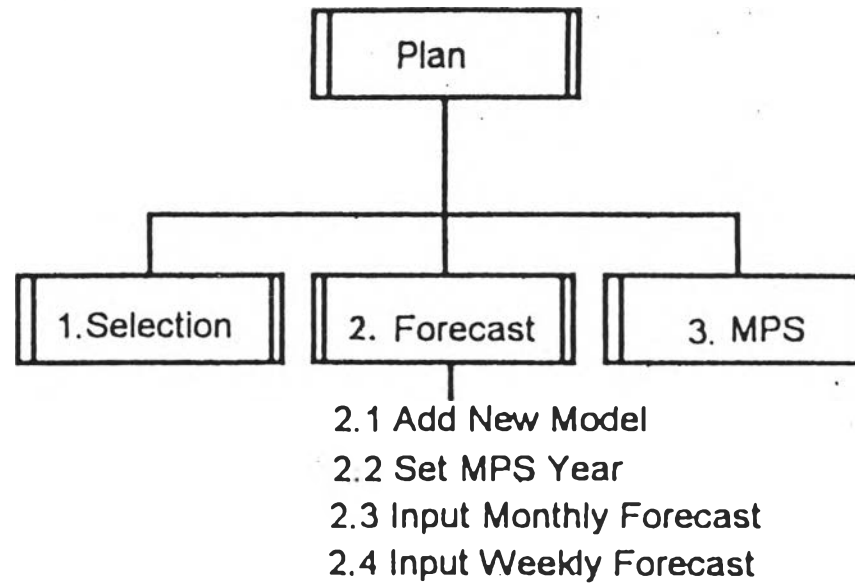 Plan
1.Selection
2. Forecast
3. MPS
2.1 Add New Model
2.2 Set MPS Year
2.3 Input Monthly Forecast
2.4 Input Weekly Forecast